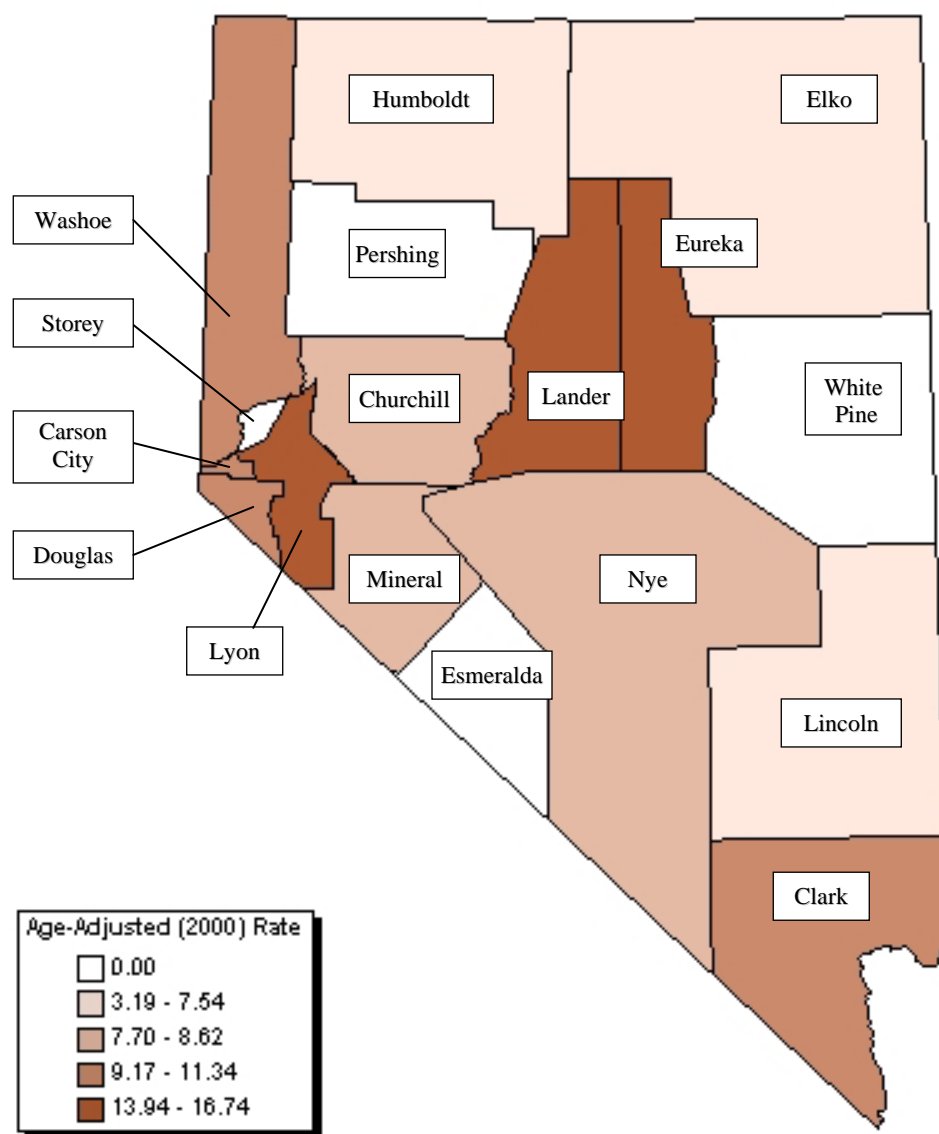 Humboldt
Elko
Washoe
Pershing
Eureka
Storey
Churchill
Lander
White
Pine
Carson
City
Douglas
Mineral
Nye
Lyon
Esmeralda
Lincoln
Clark
Age-Adjusted (2000) Rate
0.00
3.19 - 7.54
7.70 - 8.62
9.17 - 11.34
13.94 - 16.74